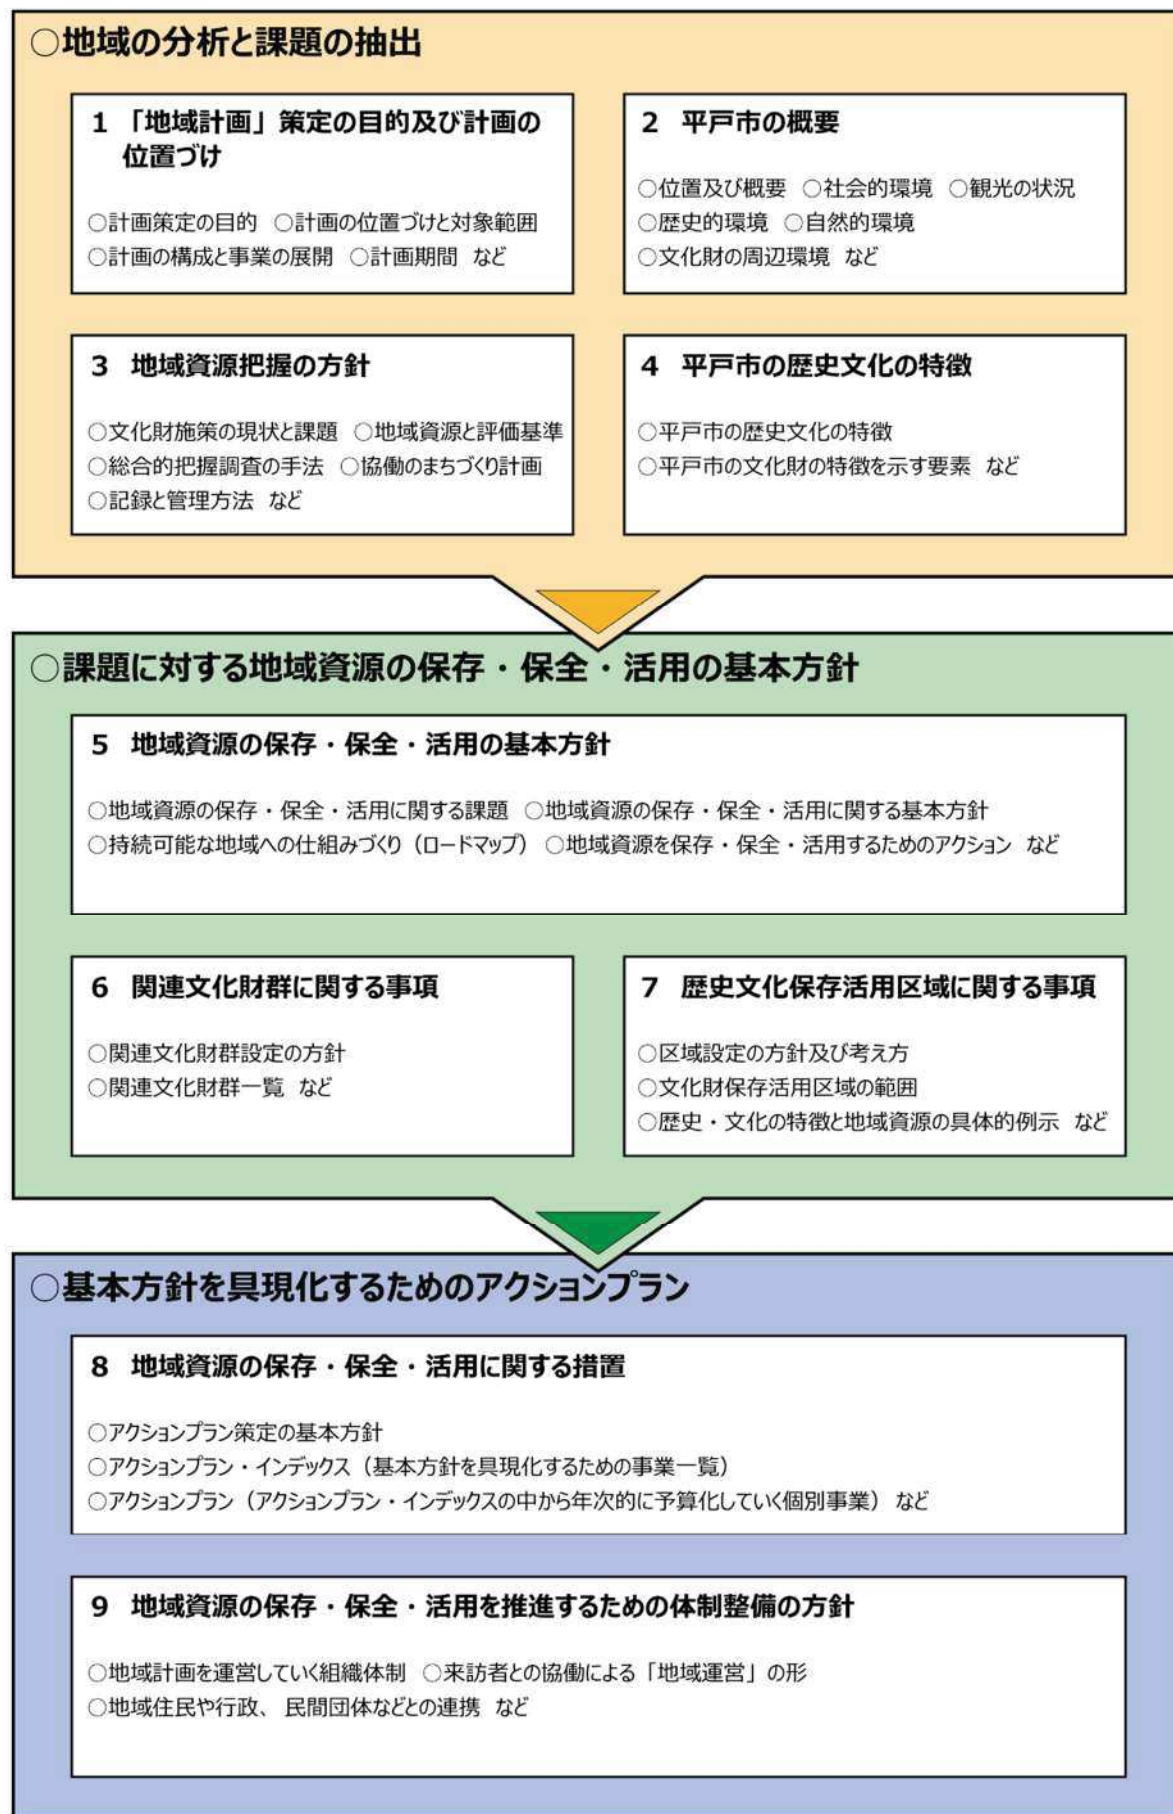 ○地域の分析と課題の抽出
1 「地域計画」策定の目的及び計画の
位置づけ
○計画策定の目的 ○計画の位置づけと対象範囲
○計画の構成と事業の展開 ○計画期間 など
2 平戸市の概要
○位置及び概要 ○社会的環境 ○観光の状況
○歴史的環境 ○自然的環境
○文化財の周辺環境 など
3 地域資源把握の方針
○文化財施策の現状と課題 ○地域資源と評価基準
○総合的把握調査の手法 ○協働のまちづくり計画
○記録と管理方法 など
4 平戸市の歴史文化の特徴
○平戸市の歴史文化の特徴
○平戸市の文化財の特徴を示す要素 など
○課題に対する地域資源の保存・保全・活用の基本方針
5 地域資源の保存・保全・活用の基本方針
○地域資源の保存・保全・活用に関する課題 ○地域資源の保存・保全・活用に関する基本方針
○持続可能な地域への仕組みづくり（ロードマップ） ○地域資源を保存・保全・活用するためのアクション など
6 関連文化財群に関する事項
○関連文化財群設定の方針
○関連文化財群一覧 など
7 歴史文化保存活用区域に関する事項
○区域設定の方針及び考え方
○文化財保存活用区域の範囲
○歴史・文化の特徴と地域資源の具体的例示 など
○基本方針を具現化するためのアクションプラン
8 地域資源の保存・保全・活用に関する措置
○アクションプラン策定の基本方針
○アクションプラン・インデックス（基本方針を具現化するための事業一覧）
○アクションプラン（アクションプラン・インデックスの中から年次的に予算化していく個別事業） など
9 地域資源の保存・保全・活用を推進するための体制整備の方針
○地域計画を運営していく組織体制 ○来訪者との協働による「地域運営」の形
○地域住民や行政、民間団体などとの連携 など